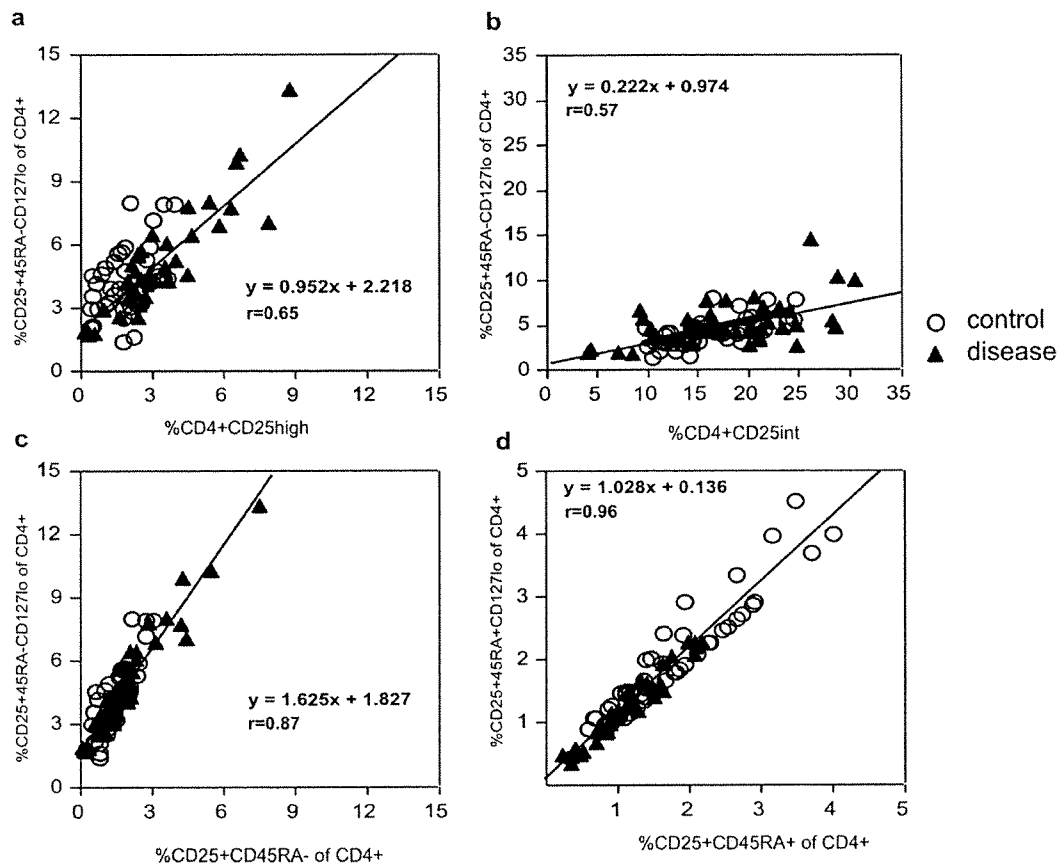 a
15
12
9
6
3
0
%CD25+45RA-CD127lo of CD4+
y = 0.952x + 2.218
r=0.65
0 3 6 9 12 15
%CD4+CD25high
b
35
30
25
20
15
10
5
0
%CD25+45RA-CD127lo of CD4+
y = 0.222x + 0.974
r=0.57
0 5 10 15 20 25 30 35
%CD4+CD25int
control
disease
c
15
12
9
6
3
0
%CD25+45RA-CD127lo of CD4+
y = 1.625x + 1.827
r=0.87
0 3 6 9 12 15
%CD25+CD45RA- of CD4+
d
5
4
3
2
1
%CD25+45RA+CD127lo of CD4+
y = 1.028x + 0.136
r=0.96
1 2 3 4 5
%CD25+CD45RA+ of CD4+